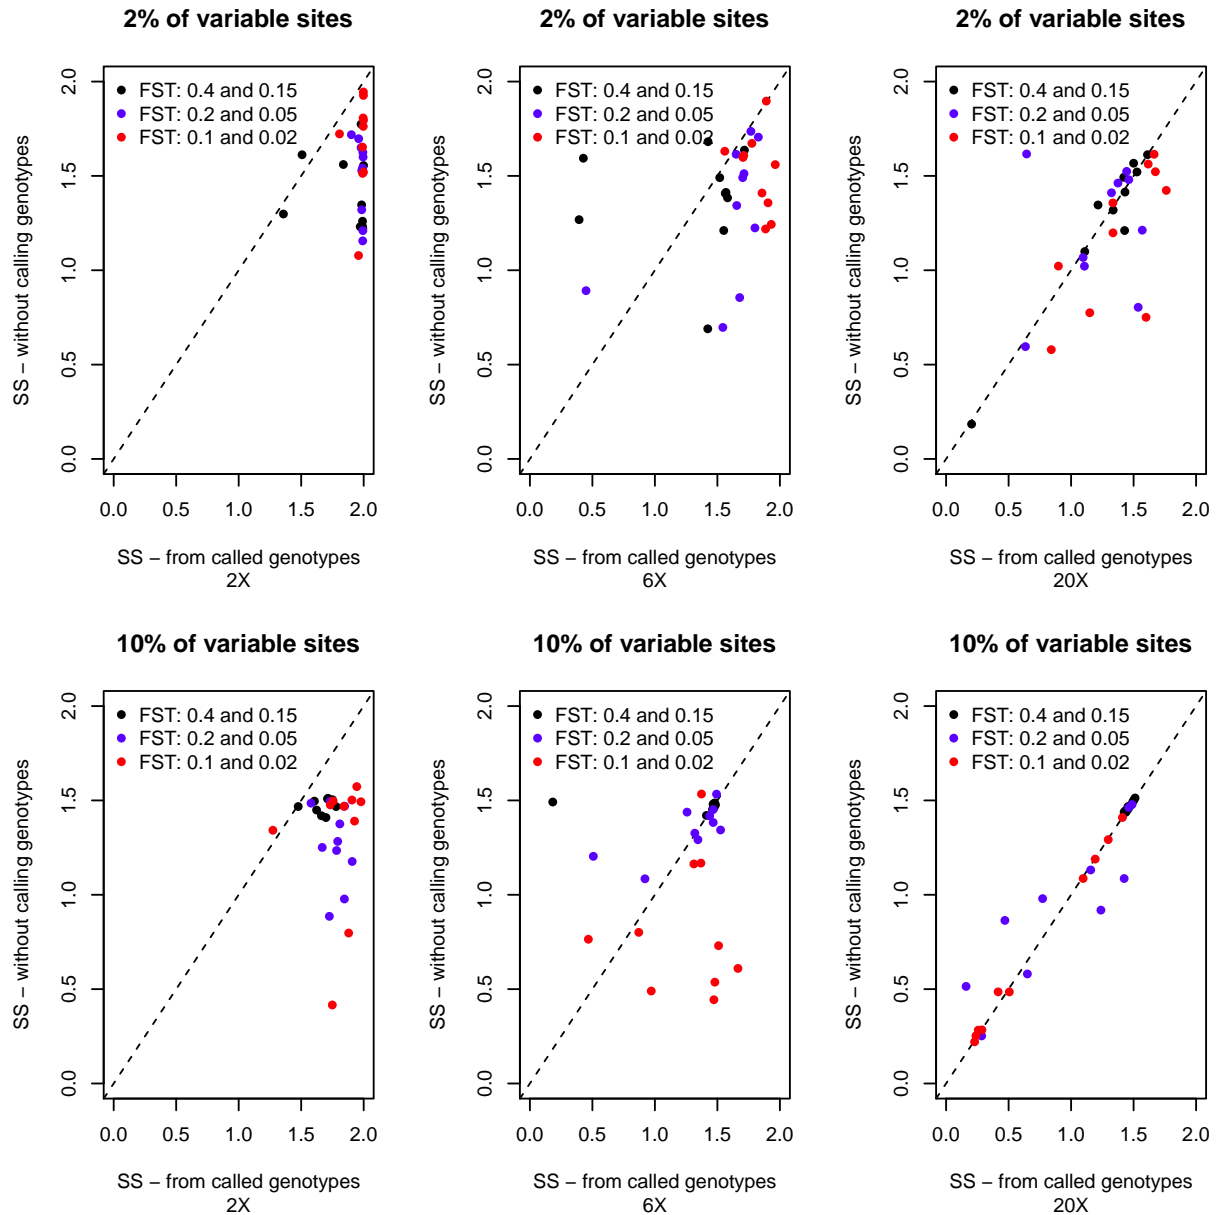 2% of variable sites
SS – without calling genotypes
2.0
1.5
1.0
0.5
0.0
FST: 0.4 and 0.15
FST: 0.2 and 0.05
FST: 0.1 and 0.02
0.0 0.5 1.0 1.5 2.0
SS – from called genotypes
2X
2% of variable sites
SS – without calling genotypes
2.0
1.5
1.0
0.5
0.0
FST: 0.4 and 0.15
FST: 0.2 and 0.05
FST: 0.1 and 0.02
0.0 0.5 1.0 1.5 2.0
SS – from called genotypes
6X
2% of variable sites
SS – without calling genotypes
2.0
1.5
1.0
0.5
0.0
FST: 0.4 and 0.15
FST: 0.2 and 0.05
FST: 0.1 and 0.02
0.0 0.5 1.0 1.5 2.0
SS – from called genotypes
20X
10% of variable sites
SS – without calling genotypes
2.0
1.5
1.0
0.5
0.0
FST: 0.4 and 0.15
FST: 0.2 and 0.05
FST: 0.1 and 0.02
0.0 0.5 1.0 1.5 2.0
SS – from called genotypes
2X
10% of variable sites
SS – without calling genotypes
2.0
1.5
1.0
0.5
0.0
FST: 0.4 and 0.15
FST: 0.2 and 0.05
FST: 0.1 and 0.02
0.0 0.5 1.0 1.5 2.0
SS – from called genotypes
6X
10% of variable sites
SS – without calling genotypes
2.0
1.5
1.0
0.5
0.0
FST: 0.4 and 0.15
FST: 0.2 and 0.05
FST: 0.1 and 0.02
0.0 0.5 1.0 1.5 2.0
SS – from called genotypes
20X